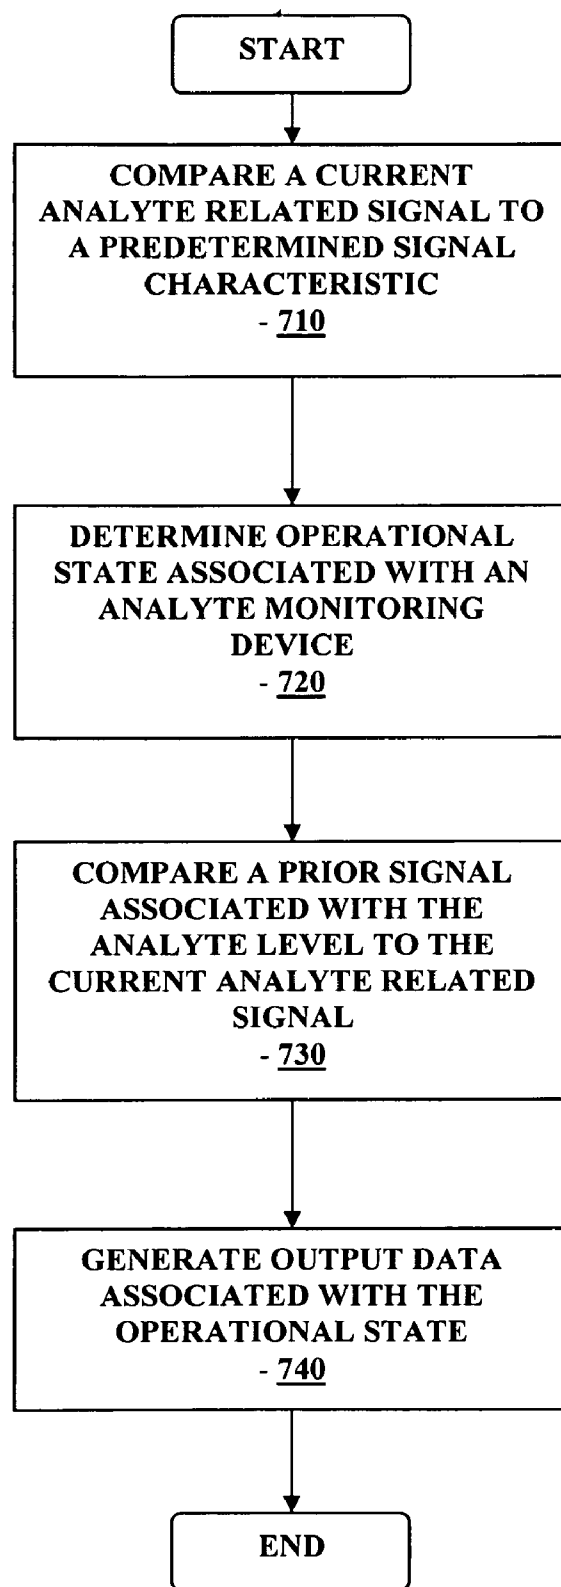 START
COMPARE A CURRENT
ANALYTE RELATED SIGNAL TO
A PREDETERMINED SIGNAL
CHARACTERISTIC
- 710
DETERMINE OPERATIONAL
STATE ASSOCIATED WITH AN
ANALYTE MONITORING
DEVICE
- 720
COMPARE A PRIOR SIGNAL
ASSOCIATED WITH THE
ANALYTE LEVEL TO THE
CURRENT ANALYTE RELATED
SIGNAL
- 730
GENERATE OUTPUT DATA
ASSOCIATED WITH THE
OPERATIONAL STATE
- 740
END